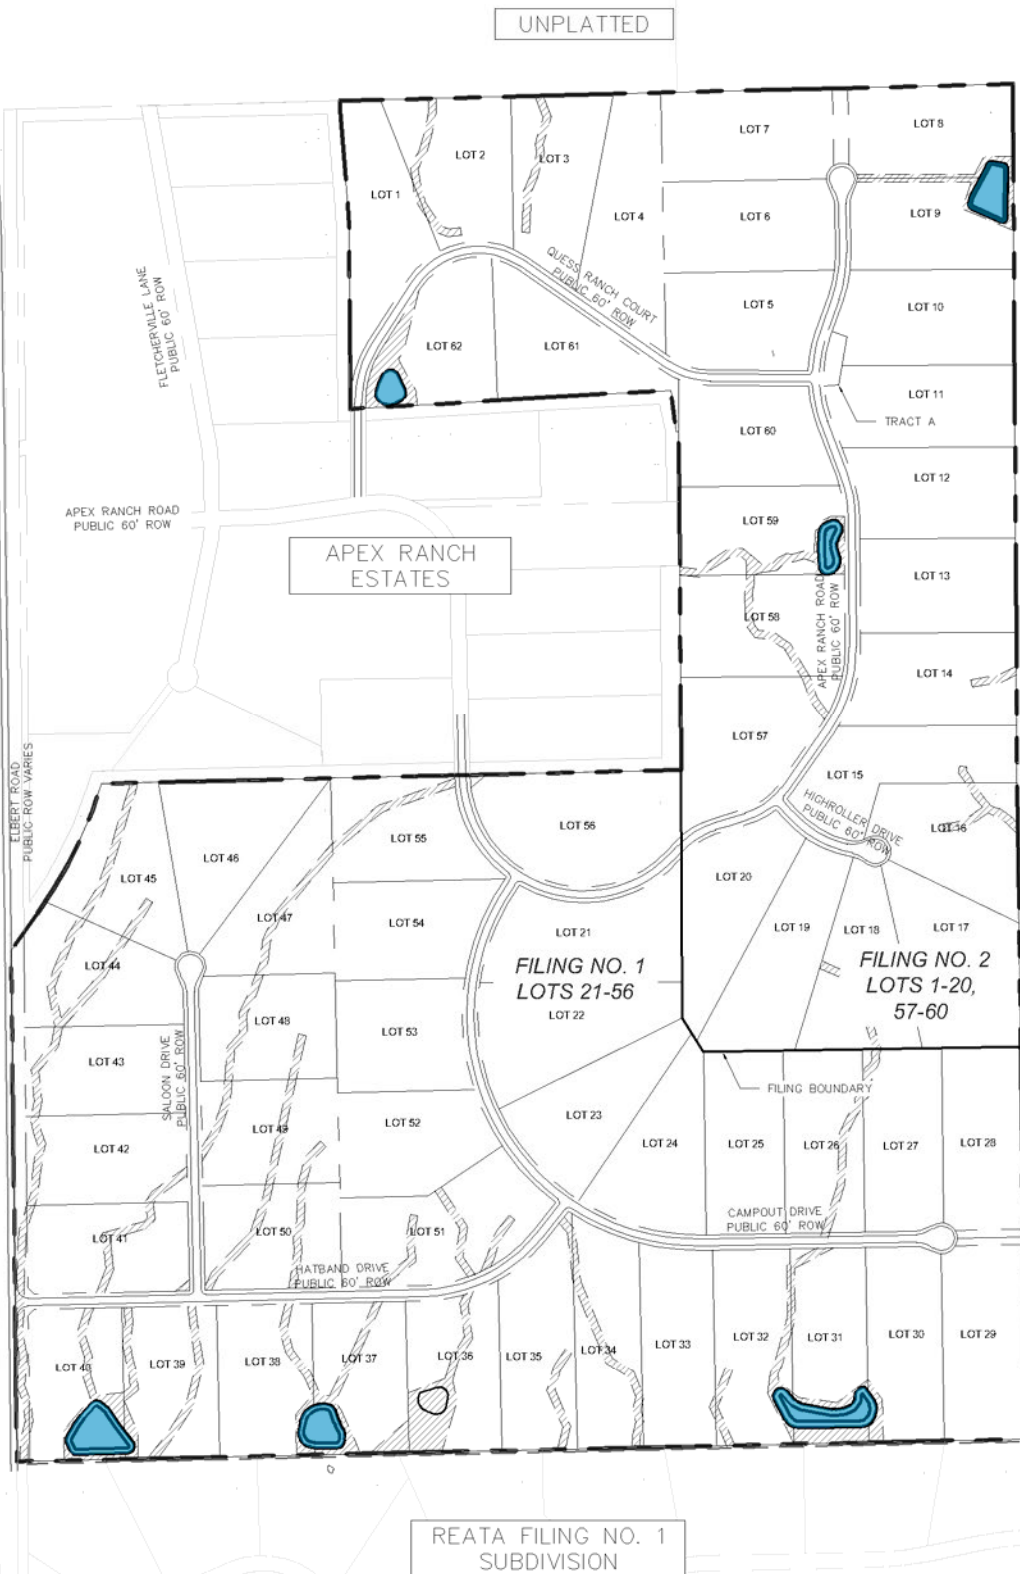 UNPLATTED
LOT 1
LOT 2
LOT 3
LOT 4
LOT 7
LOT 8
LOT 6
LOT 9
QUESS RANCH COURT
PUBLIC 60' ROW
LOT 5
LOT 10
FLETCHERVILLE LANE
PUBLIC 60' ROW
LOT 62
LOT 61
LOT 11
TRACT A
LOT 60
LOT 12
APEX RANCH ROAD
PUBLIC 60' ROW
LOT 59
APEX RANCH
ESTATES
LOT 13
LOT 58
APEX RANCH ROAD
PUBLIC 60' ROW
LOT 14
LOT 57
LOT 15
ELBERT ROAD
PUBLIC ROW VARIES
HIGHROLLER DRIVE
PUBLIC 60' ROW
LOT 16
LOT 56
LOT 55
LOT 46
LOT 45
LOT 20
LOT 47
LOT 54
LOT 21
LOT 19
LOT 18
LOT 17
FILING NO. 1
LOTS 21-56
FILING NO. 2
LOTS 1-20,
57-60
LOT 44
LOT 22
LOT 48
LOT 53
LOT 43
SALOON DRIVE
PUBLIC 60' ROW
FILING BOUNDARY
LOT 23
LOT 52
LOT 49
LOT 42
LOT 24
LOT 25
LOT 26
LOT 27
LOT 28
CAMPOUT DRIVE
PUBLIC 60' ROW
LOT 41
LOT 50
LOT 51
HATBAND DRIVE
PUBLIC 60' ROW
LOT 40
LOT 39
LOT 38
LOT 37
LOT 36
LOT 35
LOT 34
LOT 33
LOT 32
LOT 31
LOT 30
LOT 29
REATA FILING NO. 1
SUBDIVISION